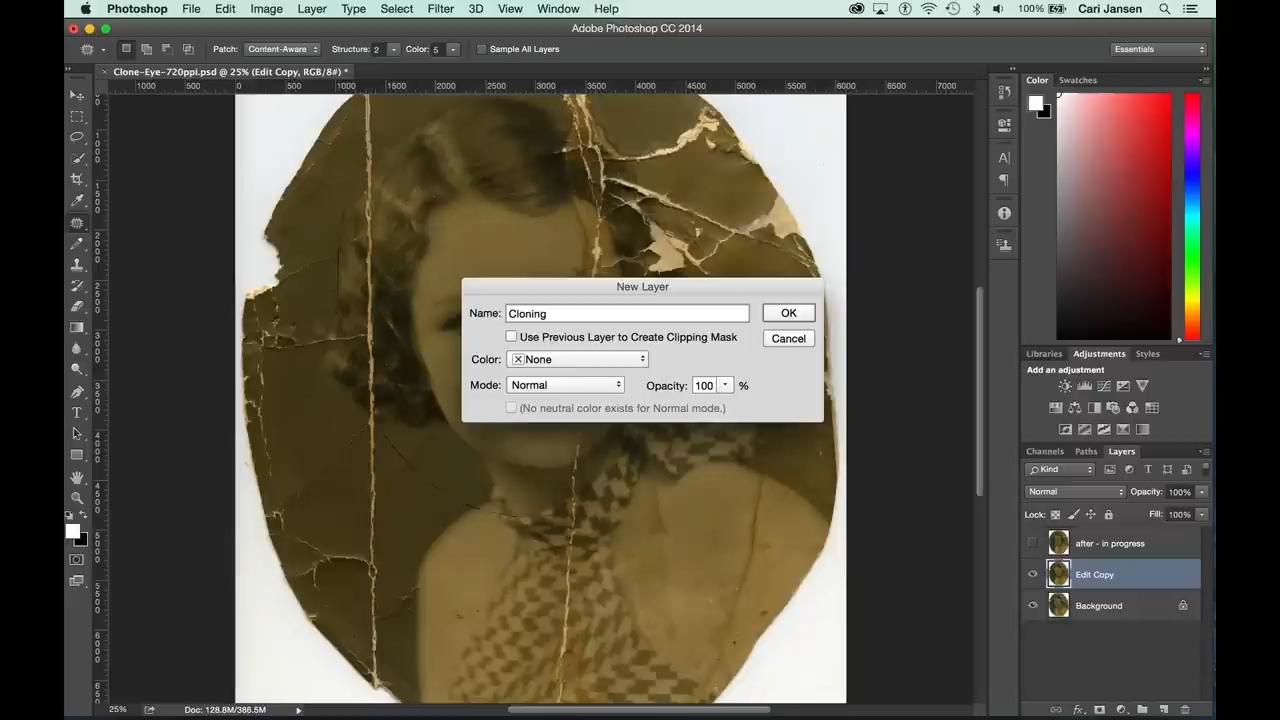 Photoshop File Edit Image Layer Type Select Filter 3D View Window Help 100% Cari Jansen
Adobe Photoshop CC 2014
Patch: Content-Aware Structure: 2 Color: 5 Sample All Layers Essentials
Clone-Eye-720ppi.psd @ 25% (Edit Copy, RGB/8#) *
Color Swatches
1000 500 0 500 1000 1500 2000 2500 3000 3500 4000 4500 5000 5500 6000 6500 7000
New Layer
Name: Cloning OK
Use Previous Layer to Create Clipping Mask
Cancel
Color: None
Mode: Normal Opacity: 100 %
(No neutral color exists for Normal mode.)
Libraries Adjustments Styles
Add an adjustment
Channels Paths Layers
Kind
Normal Opacity: 100%
Lock: Fill: 100%
after - in progress
Edit Copy
Background
25% Doc: 128.8M/386.5M